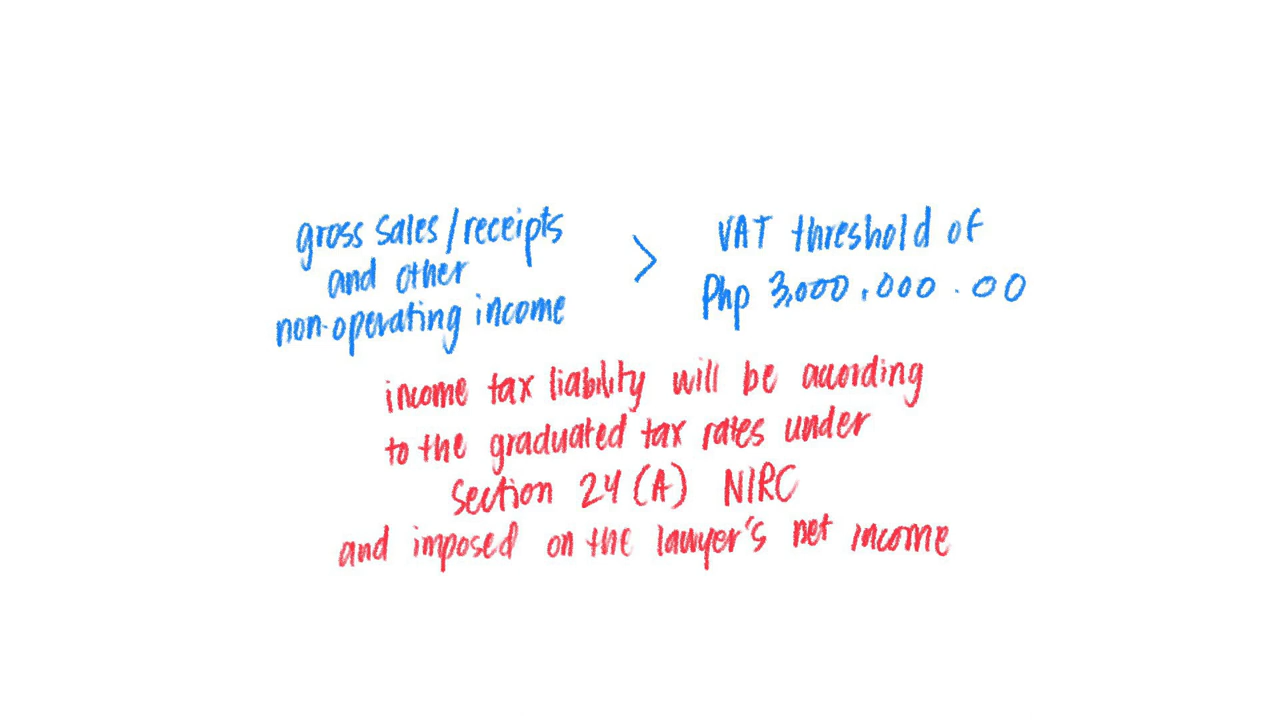 gross sales/receipts
and other
non-operating income
>
VAT threshold of
Php 3,000,000.00
income tax liability will be according
to the graduated tax rates under
Section 24 (A) NIRC
and imposed on the lawyer's net income